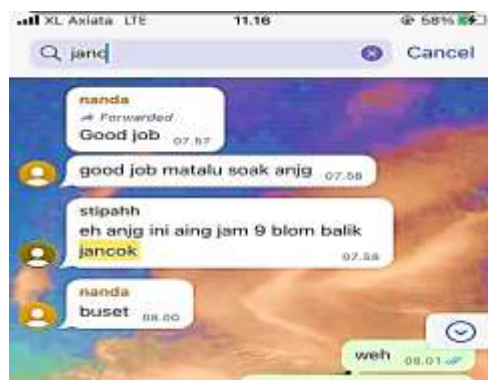 XL Axiata LTE 11.16 @ 58%
janc Cancel
nanda
Forwarded
Good job 07.57
good job matalu soak anjg 07.58
stipahh
eh anjg ini aing jam 9 blom balik
jancok 07.58
nanda
buset 08.00
weh 08.01